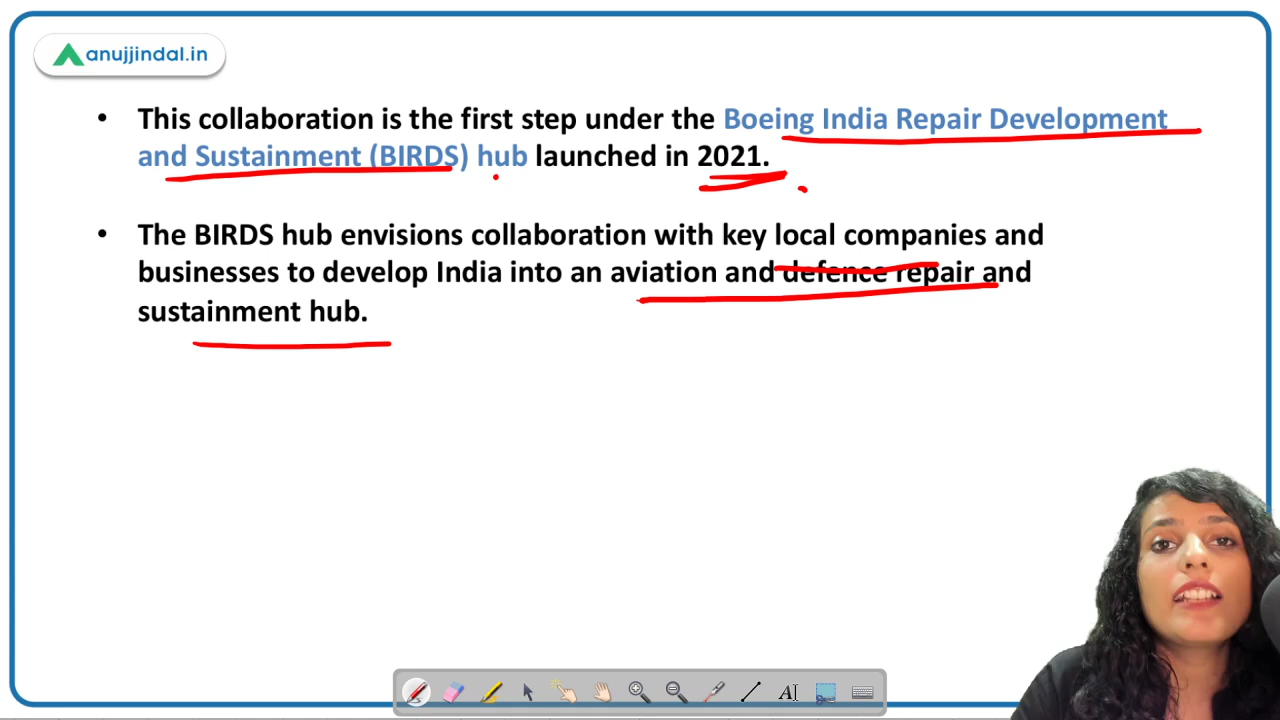 anujjindal.in
• This collaboration is the first step under the Boeing India Repair Development
and Sustainment (BIRDS) hub launched in 2021.
• The BIRDS hub envisions collaboration with key local companies and
businesses to develop India into an aviation and defence repair and
sustainment hub.